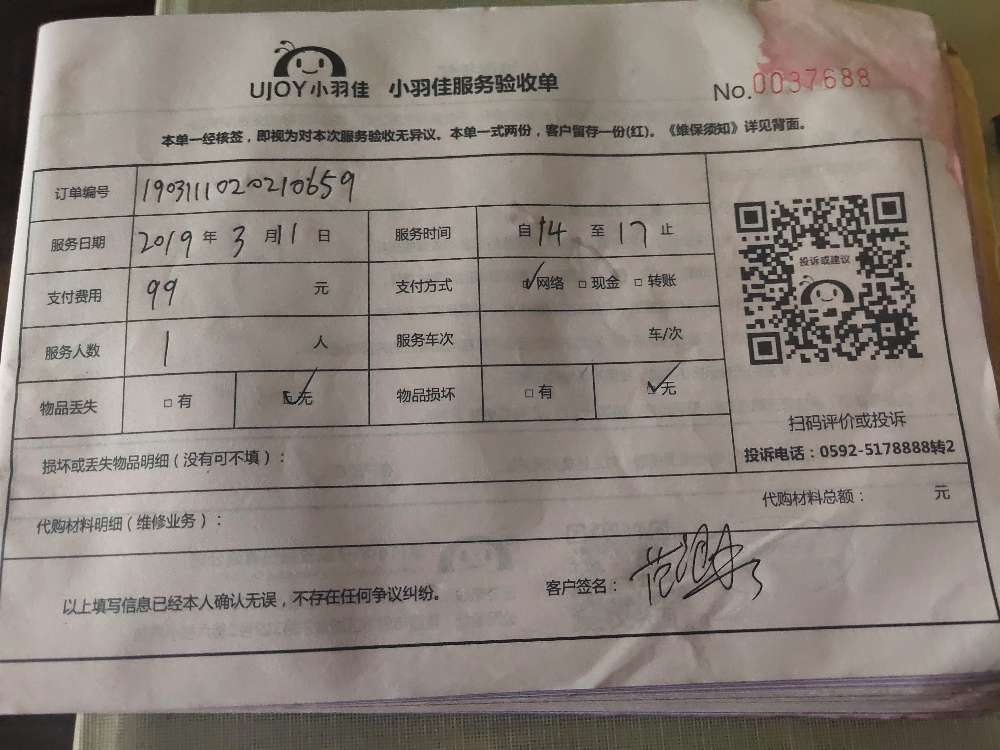 UJOY小羽佳 小羽佳服务验收单 No.0037688
本单一经核签，即视为对本次服务验收无异议。本单一式两份，客户留存一份(红)。《维保须知》详见背面。
订单编号 190311020210659
服务日期 2019 年 3 月 11 日 服务时间 自 14 至 17 止
支付费用 99 元 支付方式 网络 现金 转账
服务人数 1 人 服务车次 车/次
物品丢失 有 无 物品损坏 有 无
投诉或建议
扫码评价或投诉
投诉电话：0592-5178888转2
损坏或丢失物品明细（没有可不填）：
代购材料明细（维修业务）： 代购材料总额： 元
以上填写信息已经本人确认无误，不存在任何争议纠纷。 客户签名：